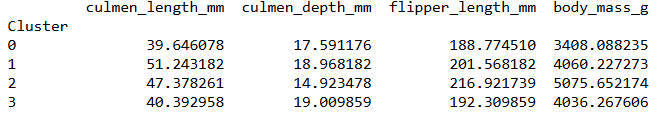 culmen_length_mm culmen_depth_mm flipper_length_mm body_mass_g
Cluster
0 39.646078 17.591176 188.774510 3408.088235
1 51.243182 18.968182 201.568182 4060.227273
2 47.378261 14.923478 216.921739 5075.652174
3 40.392958 19.009859 192.309859 4036.267606